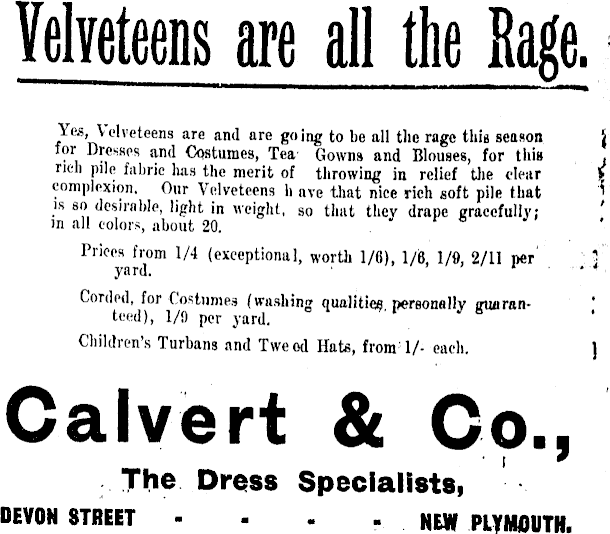 Velveteens are all the Rage.
Yes, Velveteens are and are going to be all the rage this season
for Dresses and Costumes, Tea Gowns and Blouses, for this
rich pile fabric has the merit of throwing in relief the clear
complexion. Our Velveteens have that nice rich soft pile that
is so desirable, light in weight, so that they drape gracefully;
in all colors, about 20.
Prices from 1/4 (exceptional, worth 1/6), 1/6, 1/9, 2/11 per
yard.
Corded, for Costumes (washing qualities, personally guaran-
teed), 1/9 per yard.
Children's Turbans and Tweed Hats, from 1/- each.
Calvert & Co.,
The Dress Specialists,
DEVON STREET - - - - NEW PLYMOUTH.